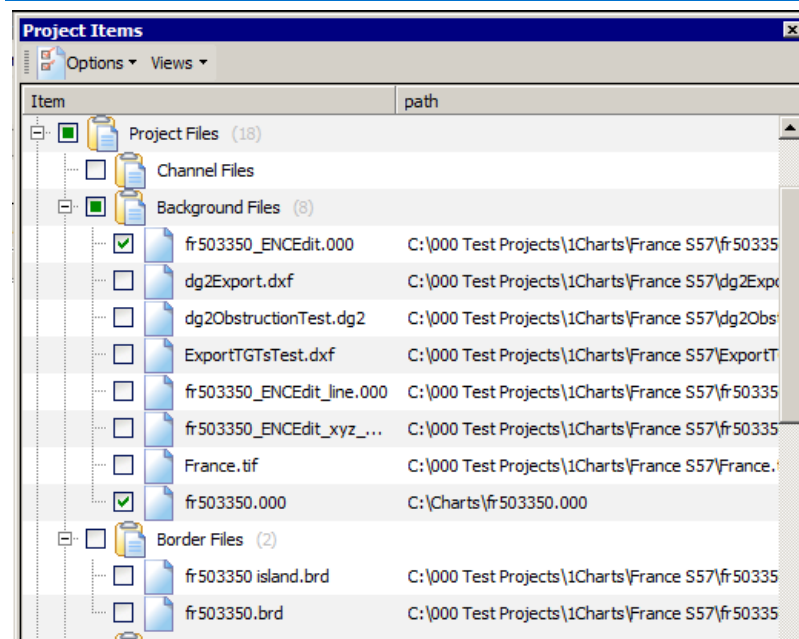 Project Items
Options Views
Item path
Project Files (18)
Channel Files
Background Files (8)
fr503350_ENCEdit.000 C:\000 Test Projects\1Charts\France S57\fr50335
dg2Export.dxf C:\000 Test Projects\1Charts\France S57\dg2Expo
dg2ObstructionTest.dg2 C:\000 Test Projects\1Charts\France S57\dg2Obs
ExportTGTsTest.dxf C:\000 Test Projects\1Charts\France S57\ExportT
fr503350_ENCEdit_line.000 C:\000 Test Projects\1Charts\France S57\fr50335
fr503350_ENCEdit_xyz_... C:\000 Test Projects\1Charts\France S57\fr50335
France.tif C:\000 Test Projects\1Charts\France S57\France.
fr503350.000 C:\Charts\fr503350.000
Border Files (2)
fr503350 island.brd C:\000 Test Projects\1Charts\France S57\fr50335
fr503350.brd C:\000 Test Projects\1Charts\France S57\fr50335